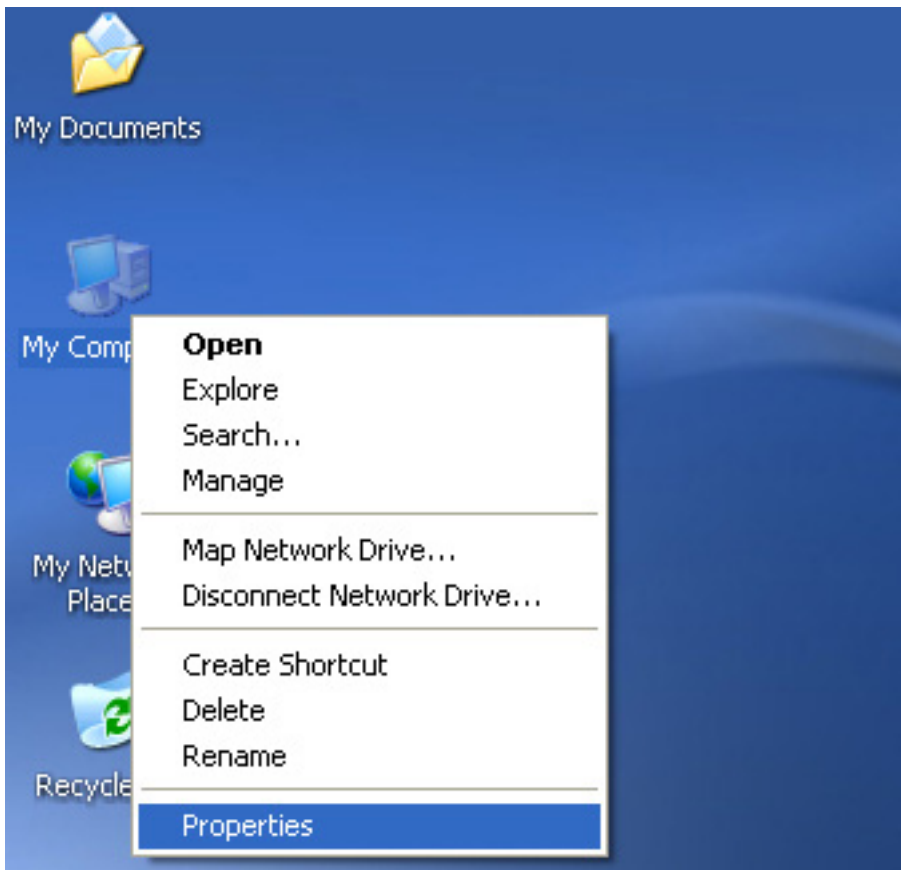 My Documents
My Comp
Open
Explore
Search...
Manage
Map Network Drive...
Disconnect Network Drive...
My Netw
Place
Create Shortcut
Delete
Rename
Recycle
Properties